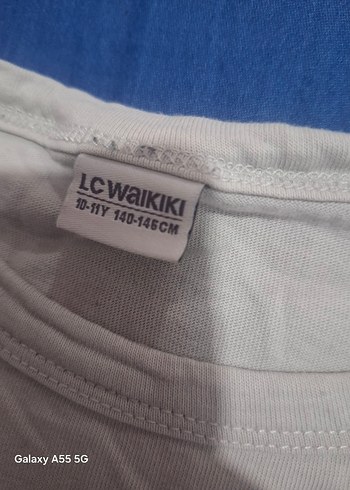 LC WAIKIKI
10-11Y 140-146CM
Galaxy A55 5G